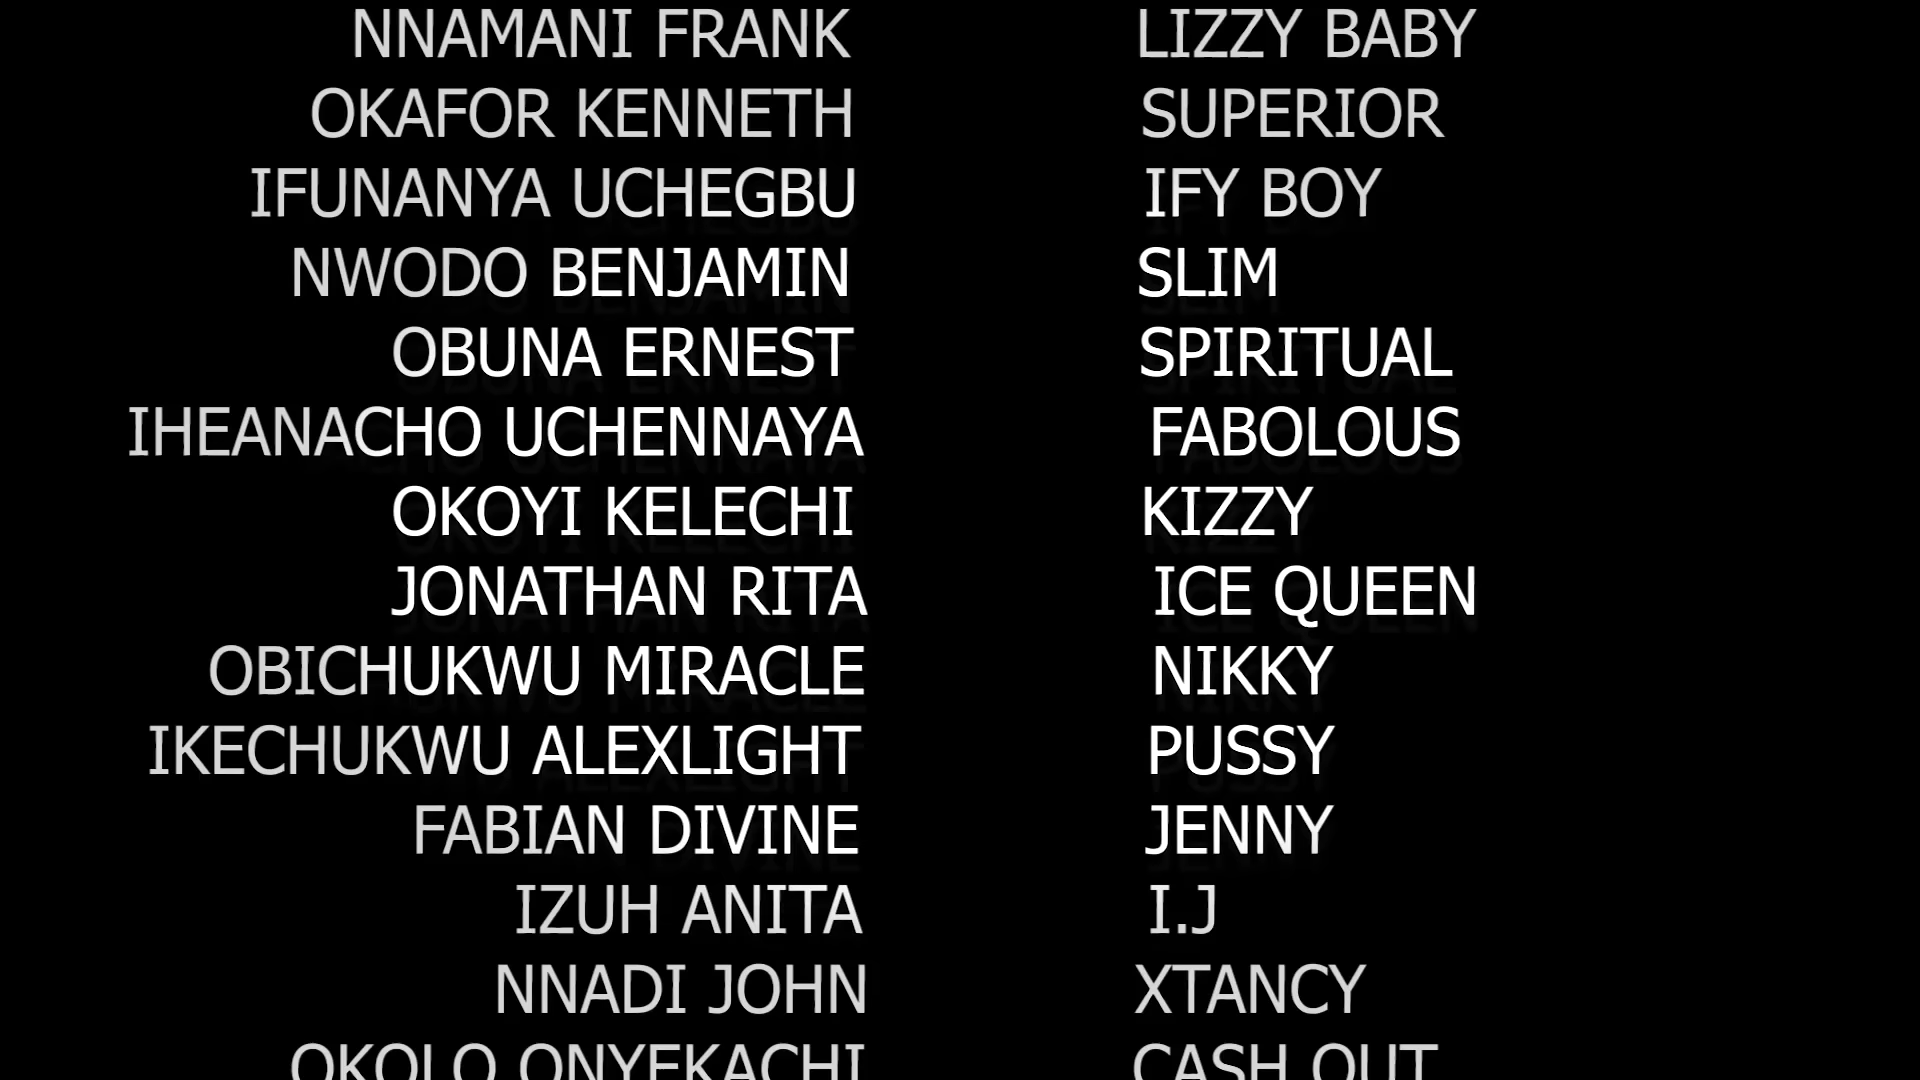 NNAMANI FRANK LIZZY BABY
OKAFOR KENNETH SUPERIOR
IFUNANYA UCHEGBU IFY BOY
NWODO BENJAMIN SLIM
OBUNA ERNEST SPIRITUAL
IHEANACHO UCHENNAYA FABOLOUS
OKOYI KELECHI KIZZY
JONATHAN RITA ICE QUEEN
OBICHUKWU MIRACLE NIKKY
IKECHUKWU ALEXLIGHT PUSSY
FABIAN DIVINE JENNY
IZUH ANITA I.J
NNADI JOHN XTANCY
OKOLO ONYEKACHI CASH OUT